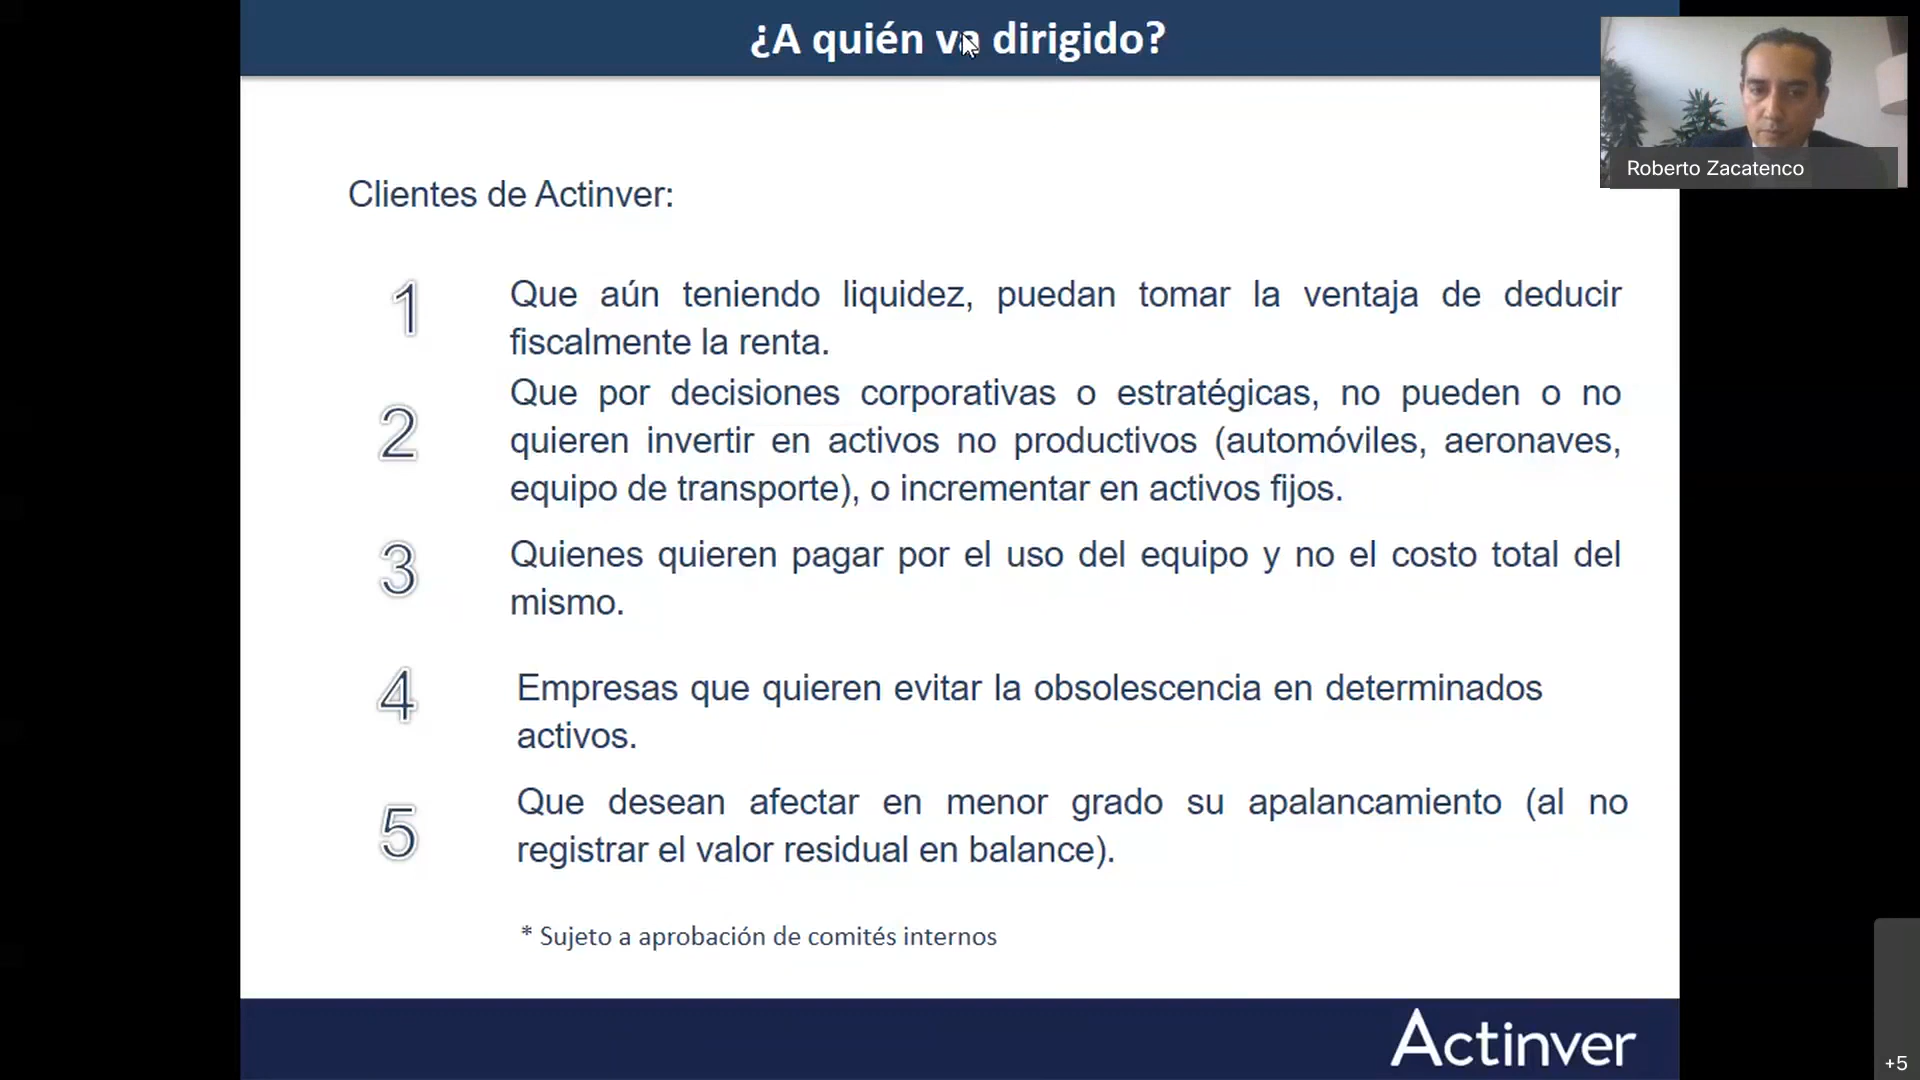 ¿A quién va dirigido?
Roberto Zacatenco
Clientes de Actinver:
1
Que aún teniendo liquidez, puedan tomar la ventaja de deducir
fiscalmente la renta.
2
Que por decisiones corporativas o estratégicas, no pueden o no
quieren invertir en activos no productivos (automóviles, aeronaves,
equipo de transporte), o incrementar en activos fijos.
3
Quienes quieren pagar por el uso del equipo y no el costo total del
mismo.
4
Empresas que quieren evitar la obsolescencia en determinados
activos.
5
Que desean afectar en menor grado su apalancamiento (al no
registrar el valor residual en balance).
* Sujeto a aprobación de comités internos
Actinver
+5